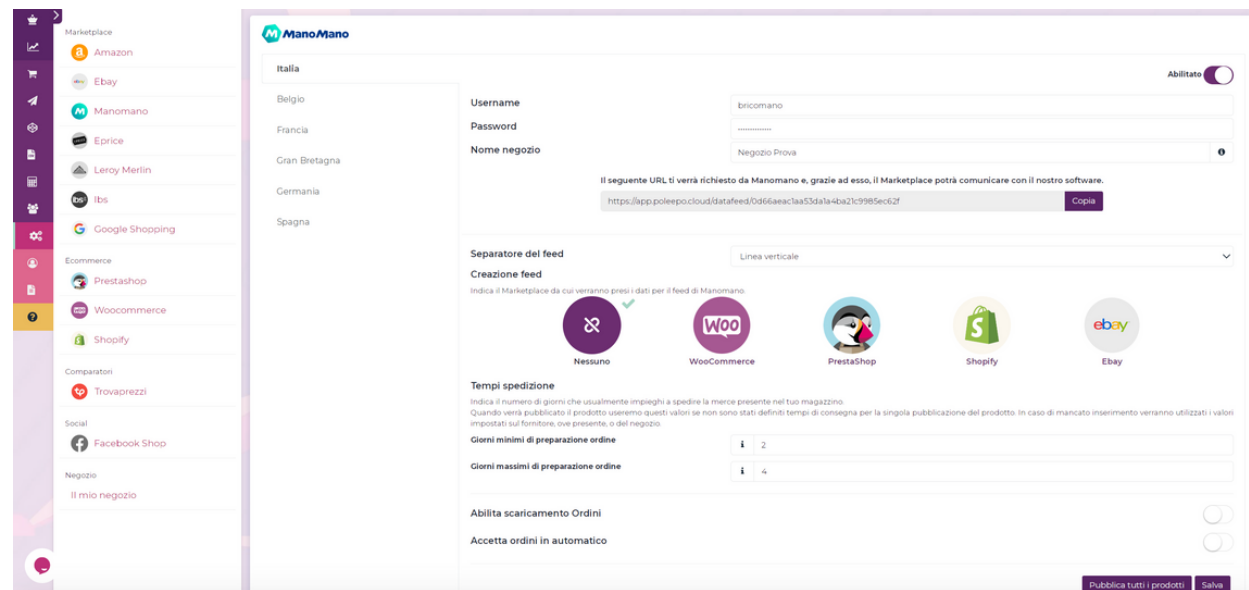 Marketplace
Amazon
Ebay
Manomano
Eprice
Leroy Merlin
Ibs
Google Shopping
Ecommerce
Prestashop
Woocommerce
Shopify
Comparatori
Trovaprezzi
Social
Facebook Shop
Negozio
Il mio negozio
ManoMano
Italia
Belgio
Francia
Gran Bretagna
Germania
Spagna
Abilitato
Username
bricomano
Password
Nome negozio
Negozio Prova
Il seguente URL ti verrà richiesto da Manomano e, grazie ad esso, il Marketplace potrà comunicare con il nostro software.
https://app.poleepo.cloud/datafeed/0d66aeac1aa53da1a4ba21c9985ec62f
Copia
Separatore del feed
Linea verticale
Creazione feed
Indica il Marketplace da cui verranno presi i dati per il feed di Manomano.
Woo
ebay
Nessuno
WooCommerce
PrestaShop
Shopify
Ebay
Tempi spedizione
Indica il numero di giorni che usualmente impieghi a spedire la merce presente nel tuo magazzino.
Quando verrà pubblicato il prodotto useremo questi valori se non sono stati definiti tempi di consegna per la singola pubblicazione del prodotto. In caso di mancato inserimento verranno utilizzati i valori
impostati sul fornitore, ove presente, o del negozio.
Giorni minimi di preparazione ordine
2
Giorni massimi di preparazione ordine
4
Abilita scaricamento Ordini
Accetta ordini in automatico
Pubblica tutti i prodotti
Salva